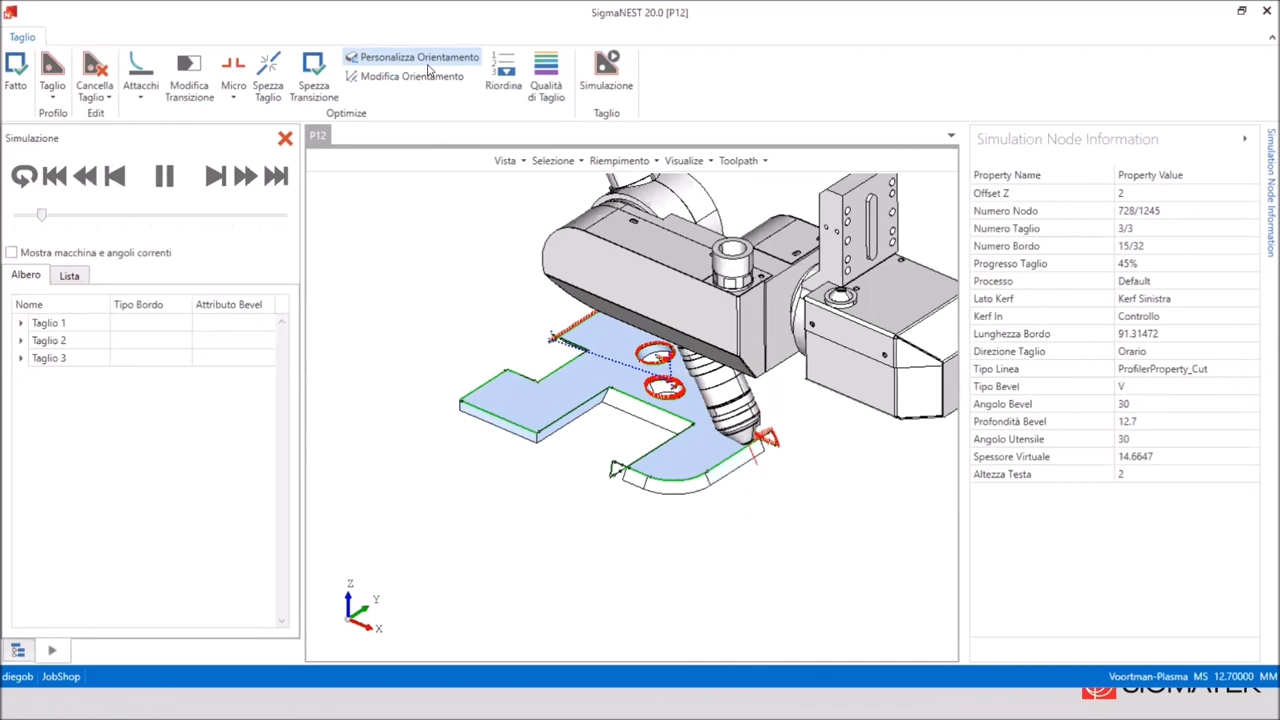 SigmaNEST 20.0 [P12]
Taglio
Fatto
Taglio
Profilo
Cancella
Taglio
Edit
Attacchi
Modifica
Transizione
Micro
Spezza
Taglio
Spezza
Transizione
Personalizza Orientamento
Modifica Orientamento
Optimize
1
2
3
Riordina
Qualità
di Taglio
Simulazione
Taglio
Simulazione
Mostra macchina e angoli correnti
Albero
Lista
Nome Tipo Bordo Attributo Bevel
Taglio 1
Taglio 2
Taglio 3
P12
Vista Selezione Riempimento Visualize Toolpath
Z
Y
X
Simulation Node Information
Property Name Property Value
Offset Z 2
Numero Nodo 728/1245
Numero Taglio 3/3
Numero Bordo 15/32
Progresso Taglio 45%
Processo Default
Lato Kerf Kerf Sinistra
Kerf In Controllo
Lunghezza Bordo 91.31472
Direzione Taglio Orario
Tipo Linea ProfilerProperty_Cut
Tipo Bevel V
Angolo Bevel 30
Profondità Bevel 12.7
Angolo Utensile 30
Spessore Virtuale 14.6647
Altezza Testa 2
Simulation Node Information
diegob JobShop
Voortman-Plasma MS 12.70000 MM